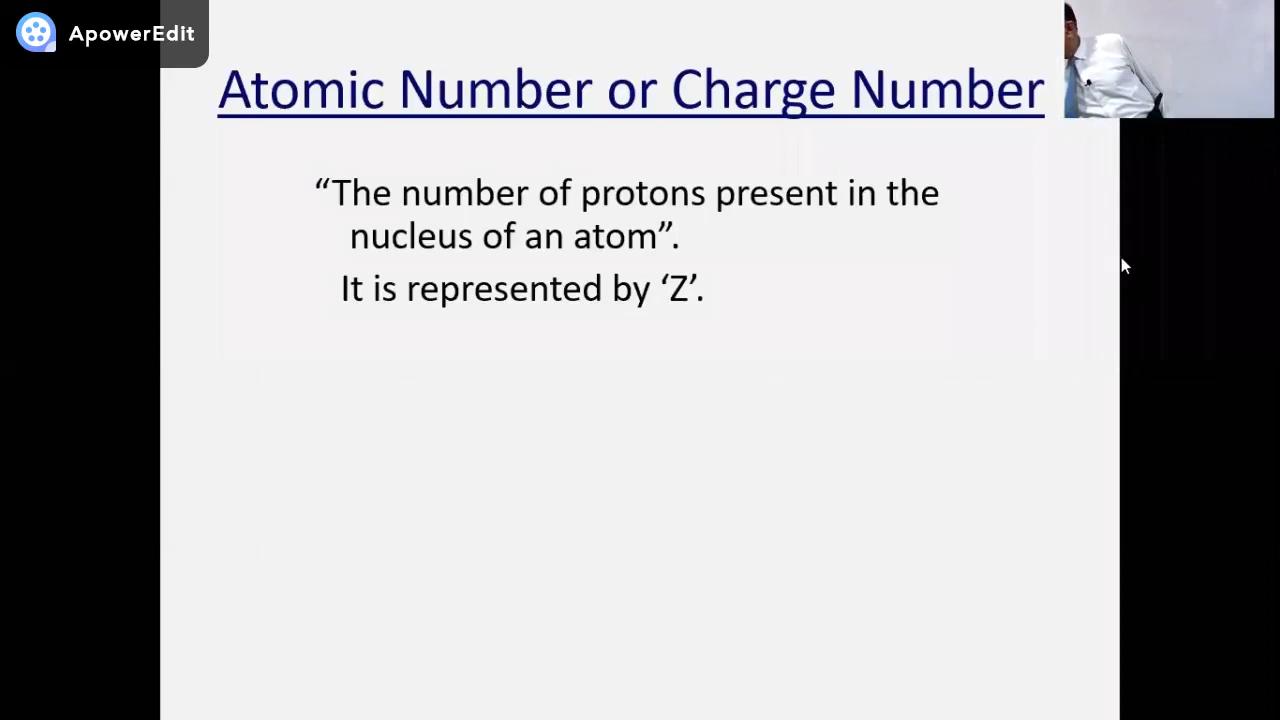 ApowerEdit
Atomic Number or Charge Number
“The number of protons present in the
nucleus of an atom”.
It is represented by ‘Z’.